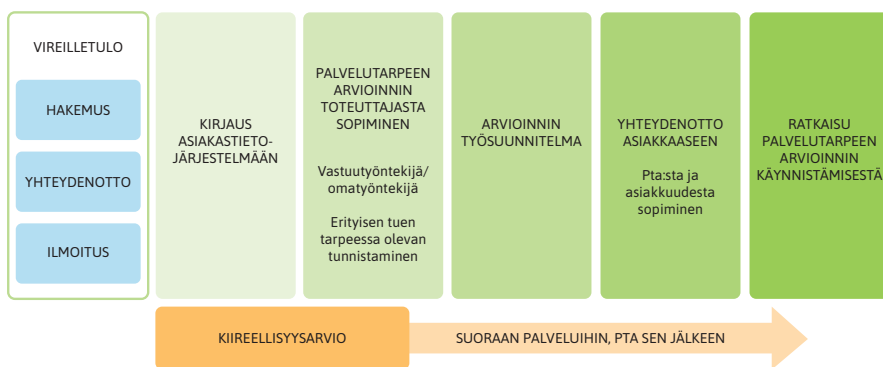 VIREILLETULO
HAKEMUS
YHTEYDENOTTO
ILMOITUS
KIRJAUS
ASIAKASTIETO-
JÄRJESTELMÄÄN
PALVELUTARPEEN
ARVIOINNIN
TOTEUTTAJASTA
SOPIMINEN
Vastuutyöntekijä/
omatyöntekijä
Erityisen tuen
tarpeessa olevan
tunnistaminen
ARVIOINNIN
TYÖSUUNNITELMA
YHTEYDENOTTO
ASIAKKAASEEN
Pta:sta ja
asiakkuudesta
sopiminen
RATKAISU
PALVELUTARPEEN
ARVIOINNIN
KÄYNNISTÄMISESTÄ
KIIREELLISYYSARVIO
SUORAAN PALVELUIHIN, PTA SEN JÄLKEEN